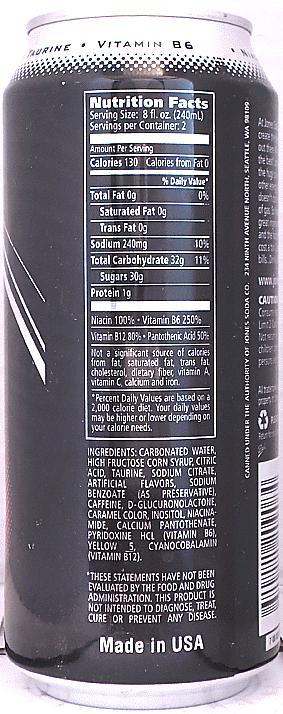 TAURINE • VITAMIN B6
Nutrition Facts
Serving Size: 8 fl. oz. (240mL)
Servings per Container: 2
Amount Per Serving
Calories 130 Calories from Fat 0
% Daily Value*
Total Fat 0g 0%
Saturated Fat 0g
Trans Fat 0g
Sodium 240mg 10%
Total Carbohydrate 32g 11%
Sugars 30g
Protein 1g
Niacin 100% • Vitamin B6 250%
Vitamin B12 80% • Pantothenic Acid 50%
Not a significant source of calories
from fat, saturated fat, trans fat,
cholesterol, dietary fiber, vitamin A,
vitamin C, calcium and iron.
*Percent Daily Values are based on a
2,000 calorie diet. Your daily values
may be higher or lower depending on
your calorie needs.
INGREDIENTS: CARBONATED WATER,
HIGH FRUCTOSE CORN SYRUP, CITRIC
ACID, TAURINE, SODIUM CITRATE,
ARTIFICIAL FLAVORS, SODIUM
BENZOATE (AS PRESERVATIVE),
CAFFEINE, D-GLUCURONOLACTONE,
CARAMEL COLOR, INOSITOL, NIACINA-
MIDE, CALCIUM PANTOTHENATE,
PYRIDOXINE HCL (VITAMIN B6),
YELLOW 5, CYANOCOBALAMIN
(VITAMIN B12).
*THESE STATEMENTS HAVE NOT BEEN
EVALUATED BY THE FOOD AND DRUG
ADMINISTRATION. THIS PRODUCT IS
NOT INTENDED TO DIAGNOSE, TREAT,
CURE OR PREVENT ANY DISEASE.
Made in USA
CANNED UNDER THE AUTHORITY OF JONES SODA CO. 234 NINTH AVENUE NORTH, SEATTLE, WA 98109
CAUTION